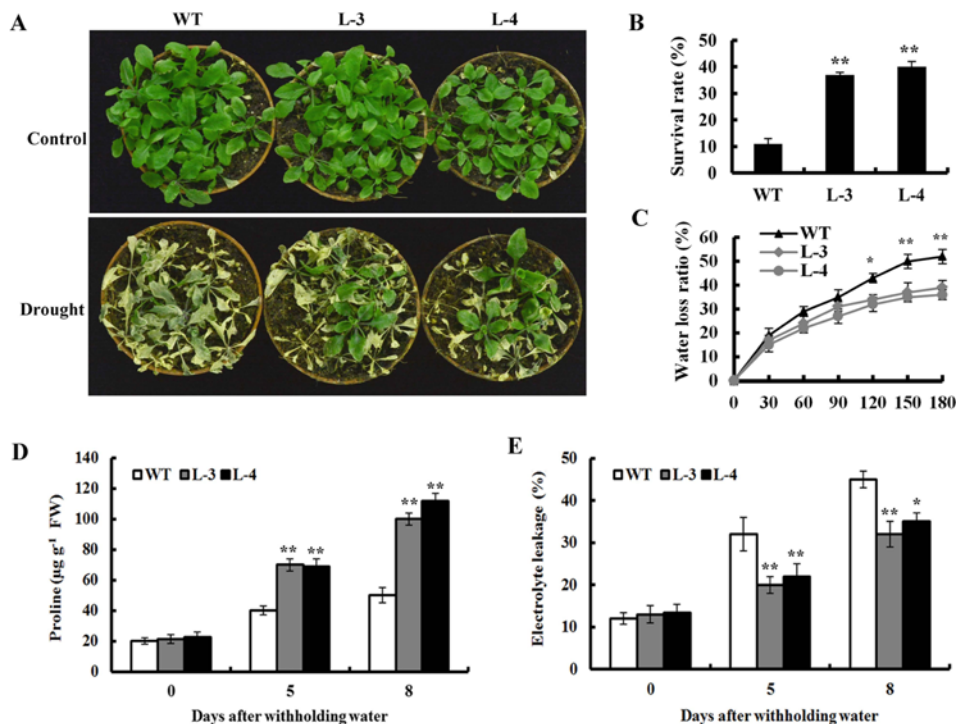 A
WT L-3 L-4
Control
Drought
B
Survival rate (%)
50
40
30
20
10
0
WT L-3 L-4
** **
C
Water loss ratio (%)
60
50
40
30
20
10
0
WT
L-3
L-4
* ** **
0 30 60 90 120 150 180
D
Proline (µg g-1 FW)
140
120
100
80
60
40
20
0
WT L-3 L-4
** ** ** **
0 5 8
Days after withholding water
E
Electrolyte leakage (%)
50
40
30
20
10
0
WT L-3 L-4
** ** ** *
0 5 8
Days after withholding water